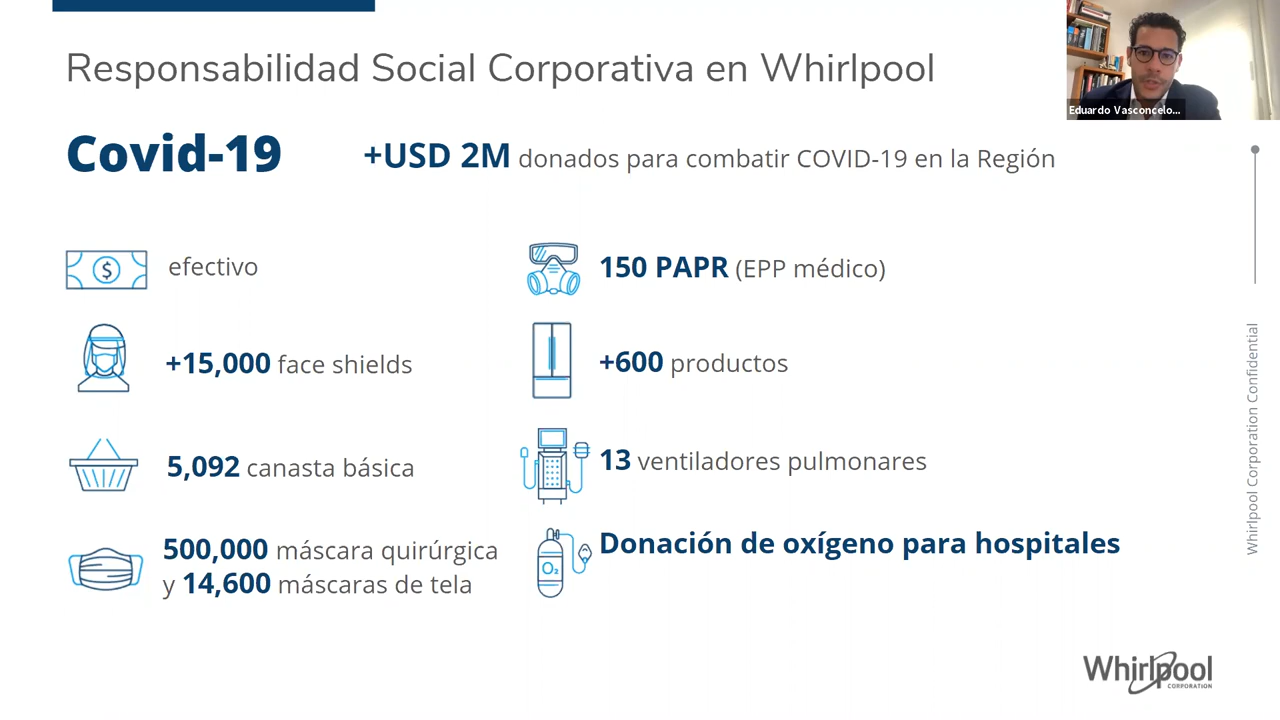 Responsabilidad Social Corporativa en Whirlpool
Eduardo Vasconcelo...
Covid-19
+USD 2M donados para combatir COVID-19 en la Región
$
efectivo
150 PAPR (EPP médico)
+15,000 face shields
+600 productos
5,092 canasta básica
13 ventiladores pulmonares
500,000 máscara quirúrgica
y 14,600 máscaras de tela
O₂
Donación de oxígeno para hospitales
Whirlpool Corporation Confidential
Whirlpool
CORPORATION